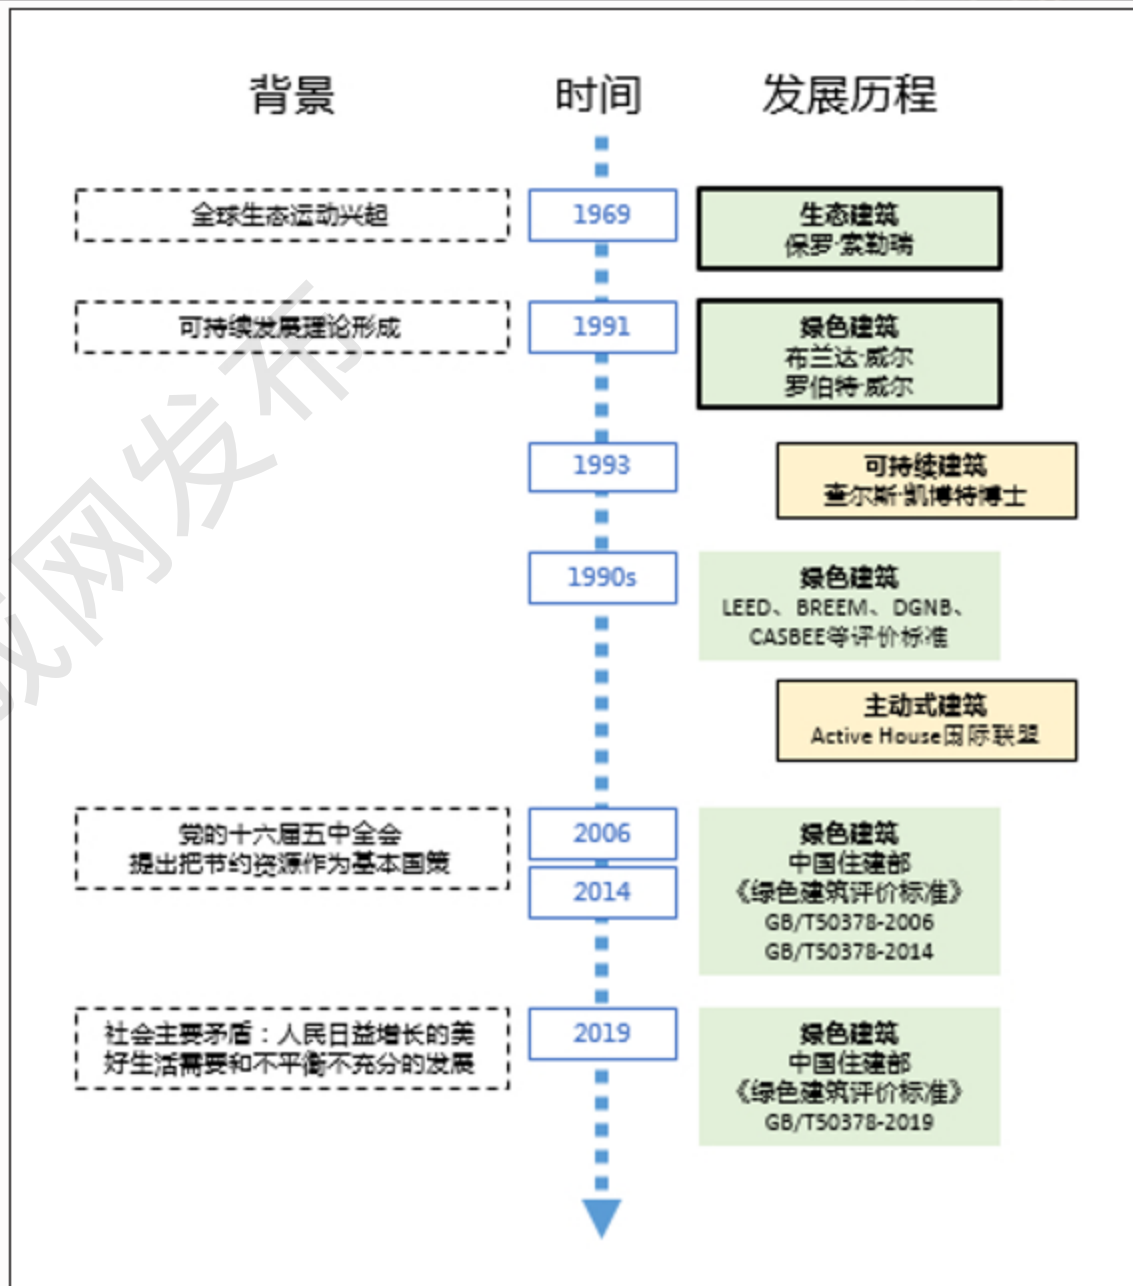 背景
时间
发展历程
全球生态运动兴起
1969
生态建筑
保罗·索勒瑞
可持续发展理论形成
1991
绿色建筑
布兰达·威尔
罗伯特·威尔
1993
可持续建筑
查尔斯·凯博特博士
1990s
绿色建筑
LEED、BREEM、DGNB、
CASBEE等评价标准
主动式建筑
Active House国际联盟
党的十六届五中全会
提出把节约资源作为基本国策
2006
2014
绿色建筑
中国住建部
《绿色建筑评价标准》
GB/T50378-2006
GB/T50378-2014
社会主要矛盾：人民日益增长的美
好生活需要和不平衡不充分的发展
2019
绿色建筑
中国住建部
《绿色建筑评价标准》
GB/T50378-2019
网发布